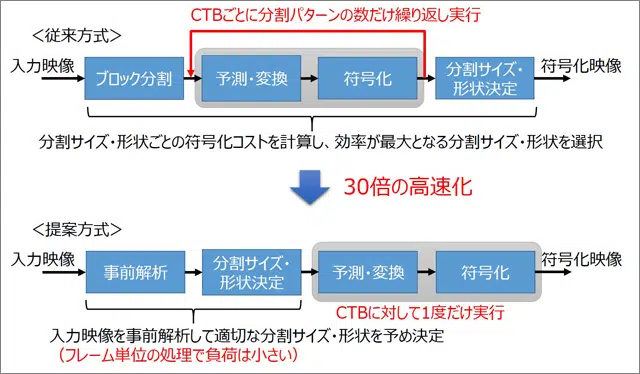 CTBごとに分割パターンの数だけ繰り返し実行
＜従来方式＞
入力映像
ブロック分割
予測・変換
符号化
分割サイズ・
形状決定
符号化映像
分割サイズ・形状ごとの符号化コストを計算し、効率が最大となる分割サイズ・形状を選択
30倍の高速化
＜提案方式＞
入力映像
事前解析
分割サイズ・
形状決定
予測・変換
符号化
符号化映像
CTBに対して1度だけ実行
入力映像を事前解析して適切な分割サイズ・形状を予め決定
（フレーム単位の処理で負荷は小さい）